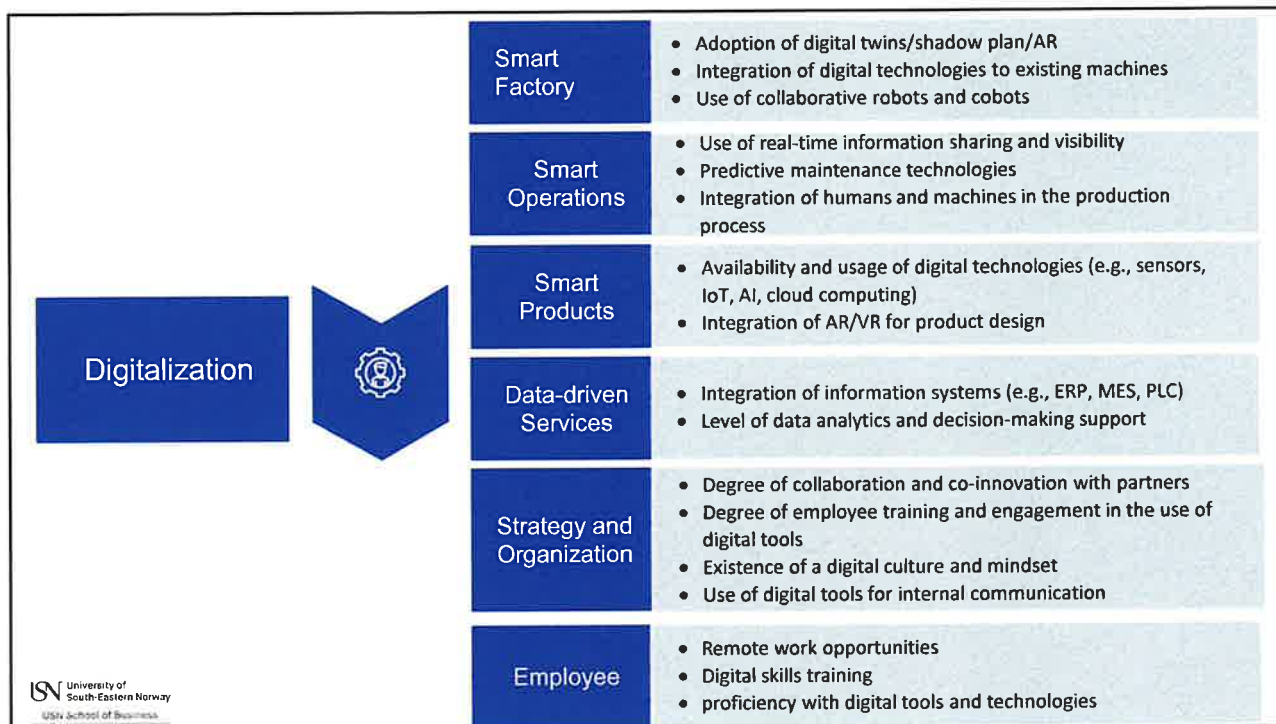 Digitalization
Smart
Factory
• Adoption of digital twins/shadow plan/AR
• Integration of digital technologies to existing machines
• Use of collaborative robots and cobots
Smart
Operations
• Use of real-time information sharing and visibility
• Predictive maintenance technologies
• Integration of humans and machines in the production
process
Smart
Products
• Availability and usage of digital technologies (e.g., sensors,
IoT, AI, cloud computing)
• Integration of AR/VR for product design
Data-driven
Services
• Integration of information systems (e.g., ERP, MES, PLC)
• Level of data analytics and decision-making support
Strategy and
Organization
• Degree of collaboration and co-innovation with partners
• Degree of employee training and engagement in the use of
digital tools
• Existence of a digital culture and mindset
• Use of digital tools for internal communication
Employee
• Remote work opportunities
• Digital skills training
• proficiency with digital tools and technologies
USN University of
South-Eastern Norway
USN School of Business